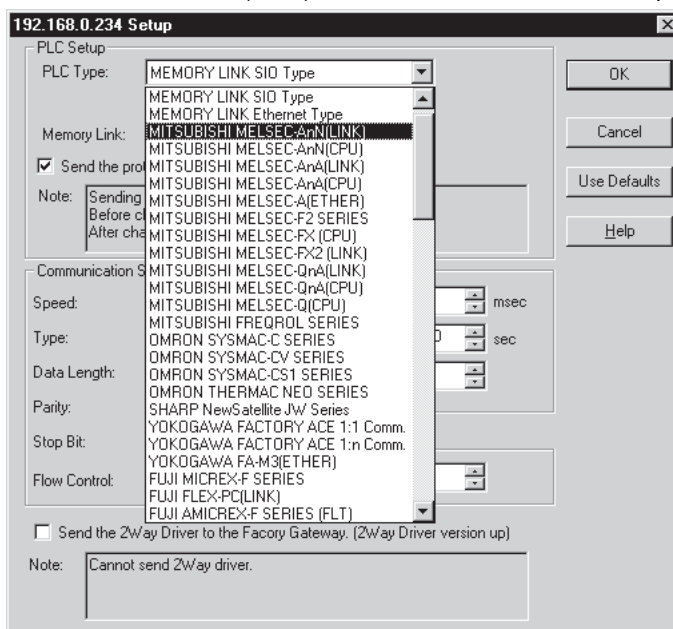 192.168.0.234 Setup
PLC Setup
PLC Type:
MEMORY LINK SIO Type
OK
MEMORY LINK SIO Type
MEMORY LINK Ethernet Type
Memory Link:
MITSUBISHI MELSEC-AnN(LINK)
Cancel
MITSUBISHI MELSEC-AnN(CPU)
Send the pro
MITSUBISHI MELSEC-AnA(LINK)
MITSUBISHI MELSEC-AnA(CPU)
Use Defaults
Note:
Sending
MITSUBISHI MELSEC-A(ETHER)
Before c
MITSUBISHI MELSEC-F2 SERIES
After cha
MITSUBISHI MELSEC-FX (CPU)
Help
MITSUBISHI MELSEC-FX2 (LINK)
Communication S
MITSUBISHI MELSEC-QnA(LINK)
MITSUBISHI MELSEC-QnA(CPU)
Speed:
MITSUBISHI MELSEC-Q(CPU)
msec
MITSUBISHI FREQROL SERIES
Type:
OMRON SYSMAC-C SERIES
sec
OMRON SYSMAC-CV SERIES
Data Length:
OMRON SYSMAC-CS1 SERIES
OMRON THERMAC NEO SERIES
Parity:
SHARP NewSatellite JW Series
YOKOGAWA FACTORY ACE 1:1 Comm.
Stop Bit:
YOKOGAWA FACTORY ACE 1:n Comm.
YOKOGAWA FA-M3(ETHER)
Flow Control:
FUJI MICREX-F SERIES
FUJI FLEX-PC(LINK)
FUJI AMICREX-F SERIES (FLT)
Send the 2Way Driver to the Facory Gateway. (2Way Driver version up)
Note:
Cannot send 2Way driver.